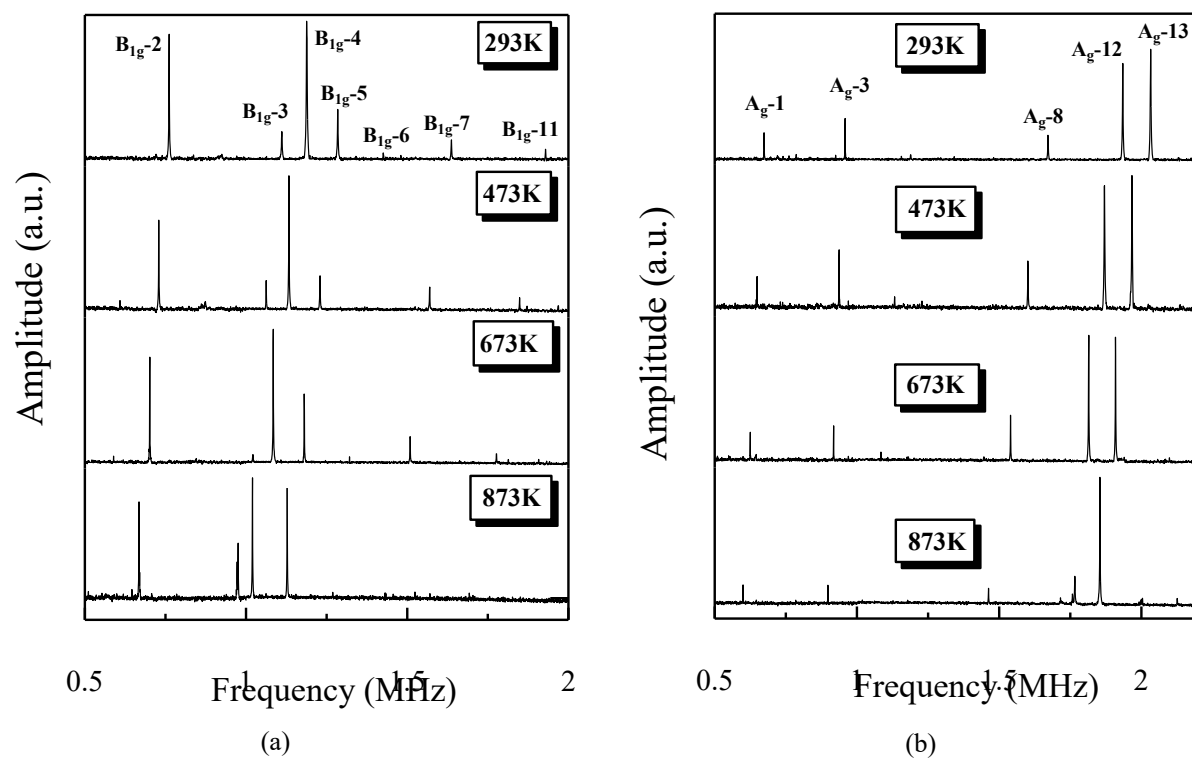 293K
B1g-2
B1g-3
B1g-4
B1g-5
B1g-6
B1g-7
B1g-11
473K
673K
873K
Amplitude (a.u.)
0.5 1 1.5 2
Frequency (MHz)
(a)
293K
Ag-1
Ag-3
Ag-8
Ag-12
Ag-13
473K
673K
873K
Amplitude (a.u.)
0.5 1 1.5 2
Frequency (MHz)
(b)